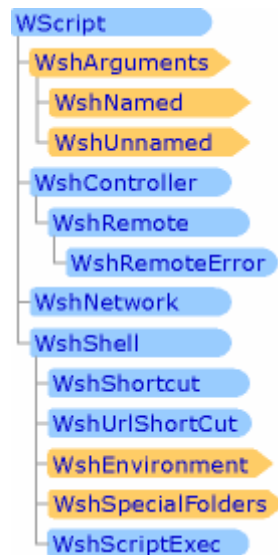 WScript
WshArguments
WshNamed
WshUnnamed
WshController
WshRemote
WshRemoteError
WshNetwork
WshShell
WshShortcut
WshUrlShortCut
WshEnvironment
WshSpecialFolders
WshScriptExec